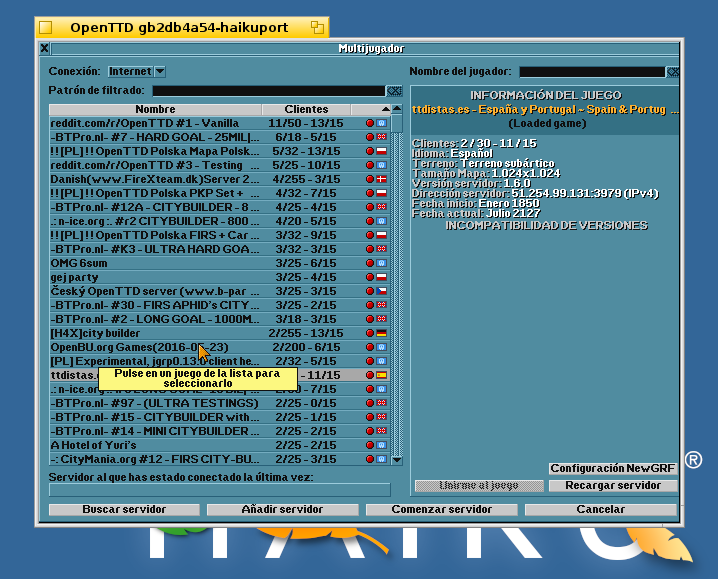 OpenTTD gb2db4a54-haikuport
Multijugador
Conexión: Internet
Nombre del jugador:
Patrón de filtrado:
Nombre Clientes
reddit.com/r/OpenTTD #1 - Vanilla 11/50 - 13/15
-BTPro.nl- #7 - HARD GOAL - 25MIL|... 6/18 - 5/15
!![PL]!! OpenTTD Polska Mapa Polsk... 5/32 - 13/15
reddit.com/r/OpenTTD #3 - Testing ... 5/25 - 10/15
Danish(www.FireXteam.dk)Server 2... 4/255 - 3/15
!![PL]!! OpenTTD Polska PKP Set + ... 4/32 - 7/15
-BTPro.nl- #12A - CITYBUILDER - 8... 4/25 - 4/15
.: n-ice.org :. #r2 CITYBUILDER - 800... 4/20 - 5/15
!![PL]!! OpenTTD Polska FIRS + Car... 3/32 - 9/15
-BTPro.nl- #K3 - ULTRA HARD GOA... 3/32 - 3/15
OMG 6sum 3/25 - 6/15
gej party 3/25 - 4/15
Český OpenTTD server (www.b-par... 3/25 - 5/15
-BTPro.nl- #30 - FIRS APHID's CITY... 3/25 - 2/15
-BTPro.nl- #2 - LONG GOAL - 1000M... 3/18 - 3/15
[H4X]city builder 2/255 - 13/15
OpenBU.org Games(2016-0 -23) 2/200 - 6/15
[PL] Experimental, jgrp0.13.0 client he... 2/32 - 5/15
ttdistas. - 11/15
Pulse en un juego de la lista para
seleccionarlo
.: n-ice.org - 7/15
-BTPro.nl- #97 - (ULTRA TESTINGS) 2/25 - 0/15
-BTPro.nl- #15 - CITYBUILDER with... 2/25 - 1/15
-BTPro.nl- #14 - MINI CITYBUILDER... 2/25 - 2/15
A Hotel of Yuri's 2/25 - 2/15
-: CityMania.org #12 - FIRS CITY-BU... 2/25 - 3/15
Servidor al que has estado conectado la última vez:
INFORMACIÓN DEL JUEGO
ttdistas.es - España y Portugal ~ Spain & Portug ...
(Loaded game)
Clientes: 2 / 30 - 11 / 15
Idioma: Español
Terreno: Terreno subártico
Tamaño Mapa: 1.024x1.024
Versión servidor: 1.6.0
Dirección servidor: 51.254.99.131:3979 (IPv4)
Fecha inicio: Enero 1850
Fecha actual: Julio 2127
INCOMPATIBILIDAD DE VERSIONES
Configuración NewGRF
Unirme al juego Recargar servidor
Buscar servidor Añadir servidor Comenzar servidor Cancelar
®